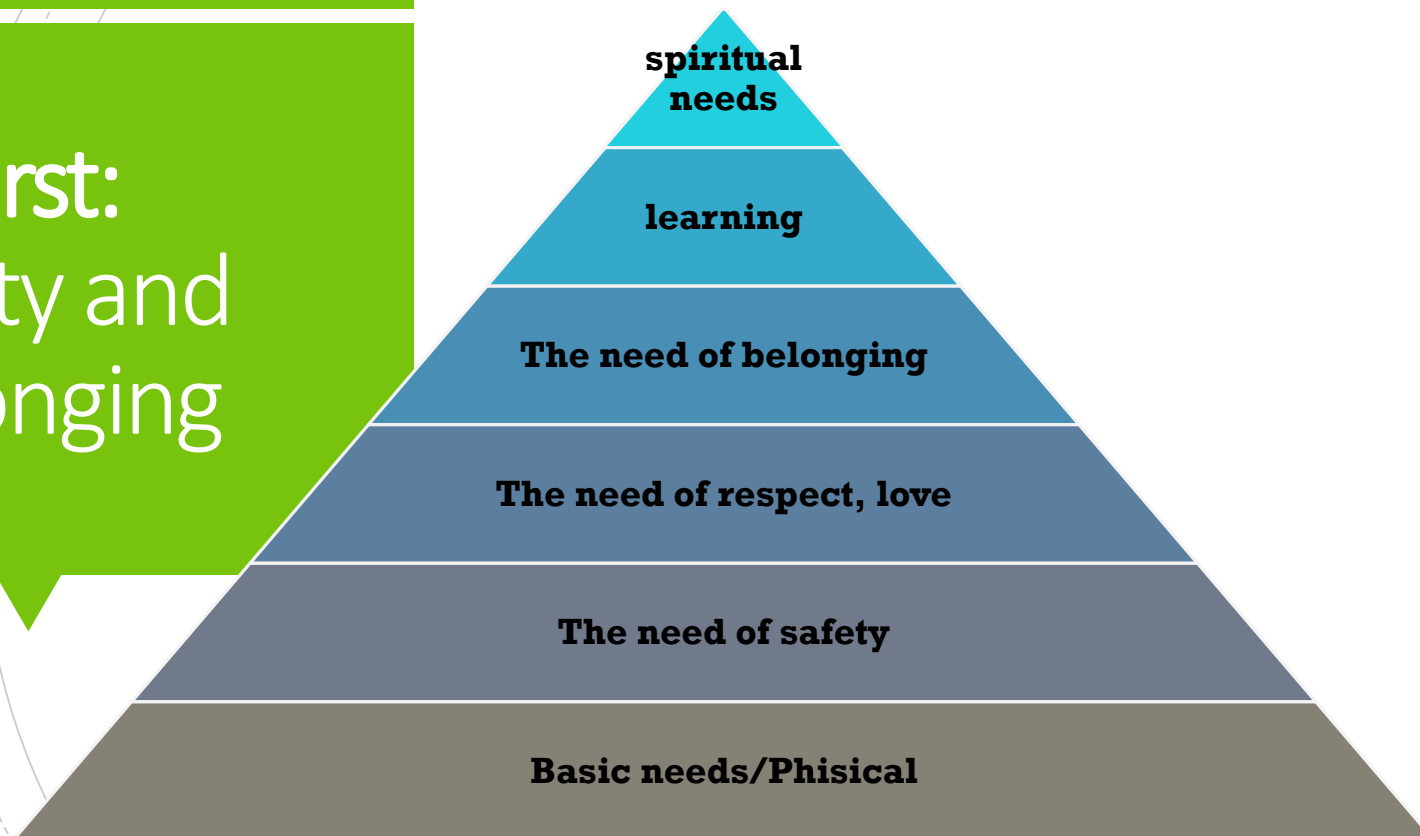 rst:
ty and
onging
spiritual
needs
learning
The need of belonging
The need of respect, love
The need of safety
Basic needs/Phisical